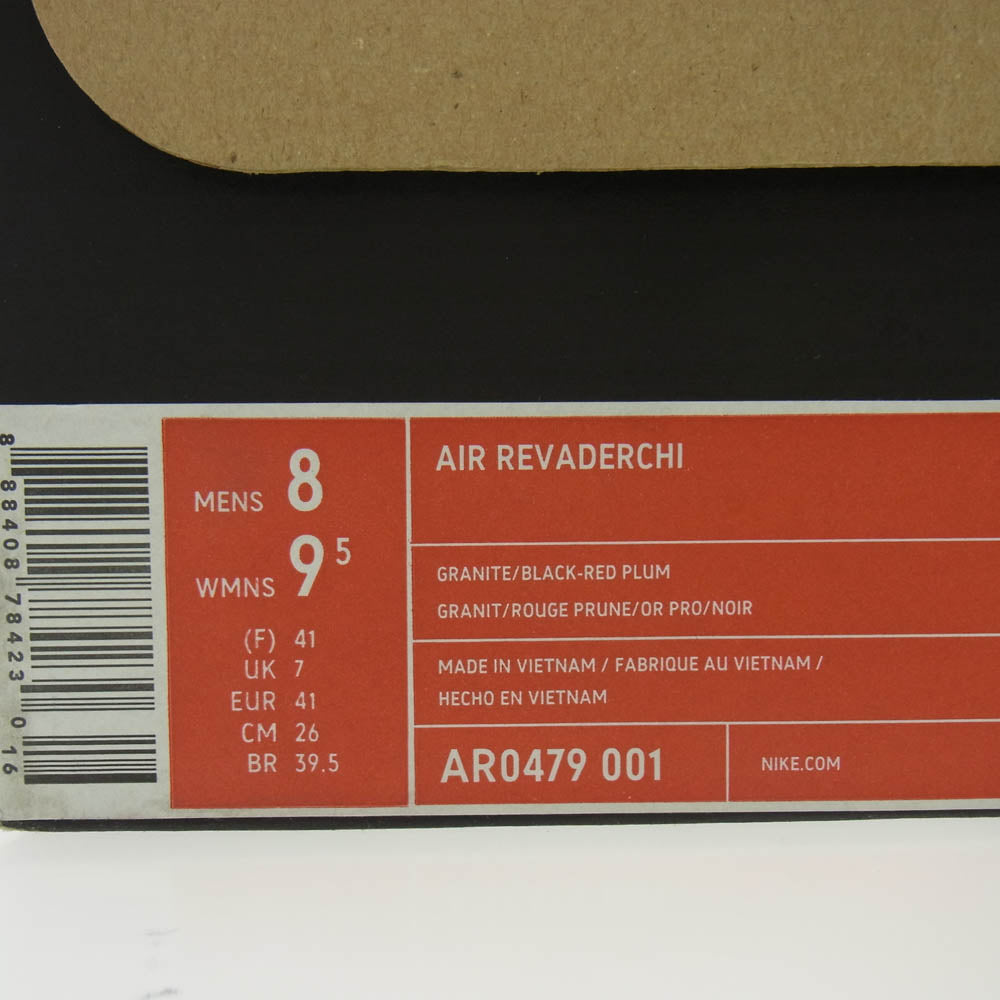 8 88408 78423 0 16
MENS 8
WMNS 9 5
(F) 41
UK 7
EUR 41
CM 26
BR 39.5
AIR REVADERCHI
GRANITE/BLACK-RED PLUM
GRANIT/ROUGE PRUNE/OR PRO/NOIR
MADE IN VIETNAM / FABRIQUE AU VIETNAM /
HECHO EN VIETNAM
AR0479 001
NIKE.COM